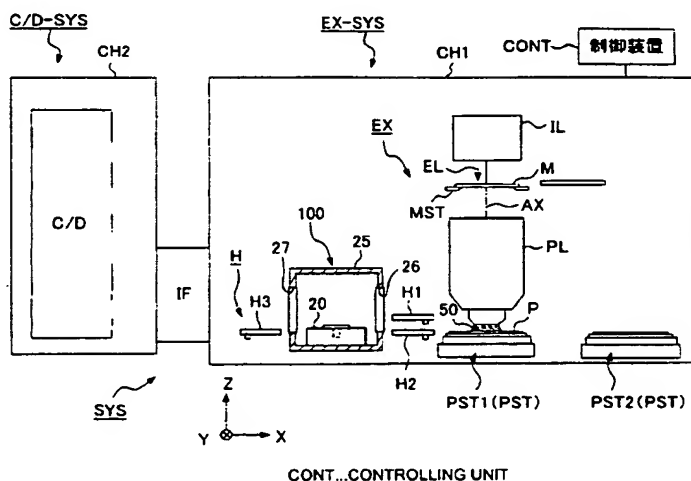 C/D-SYS
EX-SYS
CH2
CH1
CONT
制御装置
IL
EX
EL
M
MST
AX
C/D
PL
100
25
27
26
H
IF
H1
H3
20
50
P
H2
SYS
PST1(PST)
PST2(PST)
Z
Y
X
CONT...CONTROLLING UNIT